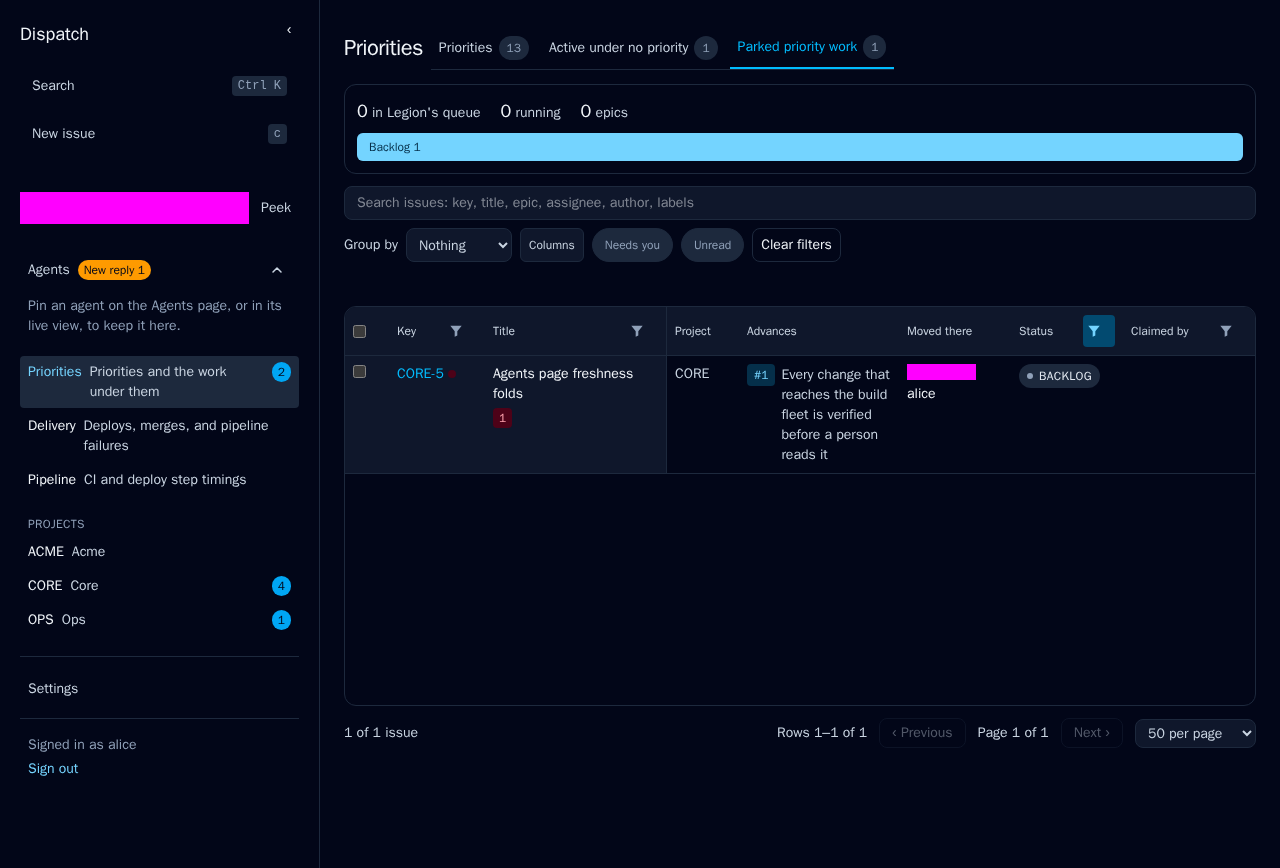 Dispatch
‹
Search
Ctrl K
New issue
C
Peek
Agents
New reply 1
Pin an agent on the Agents page, or in its
live view, to keep it here.
Priorities
Priorities and the work
under them
2
Delivery
Deploys, merges, and pipeline
failures
Pipeline
CI and deploy step timings
PROJECTS
ACME
Acme
CORE
Core
4
OPS
Ops
1
Settings
Signed in as alice
Sign out
Priorities
Priorities 13
Active under no priority 1
Parked priority work 1
0 in Legion's queue
0 running
0 epics
Backlog 1
Search issues: key, title, epic, assignee, author, labels
Group by
Nothing
Columns
Needs you
Unread
Clear filters
Key
Title
Project
Advances
Moved there
Status
Claimed by
CORE-5
Agents page freshness
folds
1
CORE
#1
Every change that
reaches the build
fleet is verified
before a person
reads it
alice
BACKLOG
1 of 1 issue
Rows 1–1 of 1
‹ Previous
Page 1 of 1
Next ›
50 per page